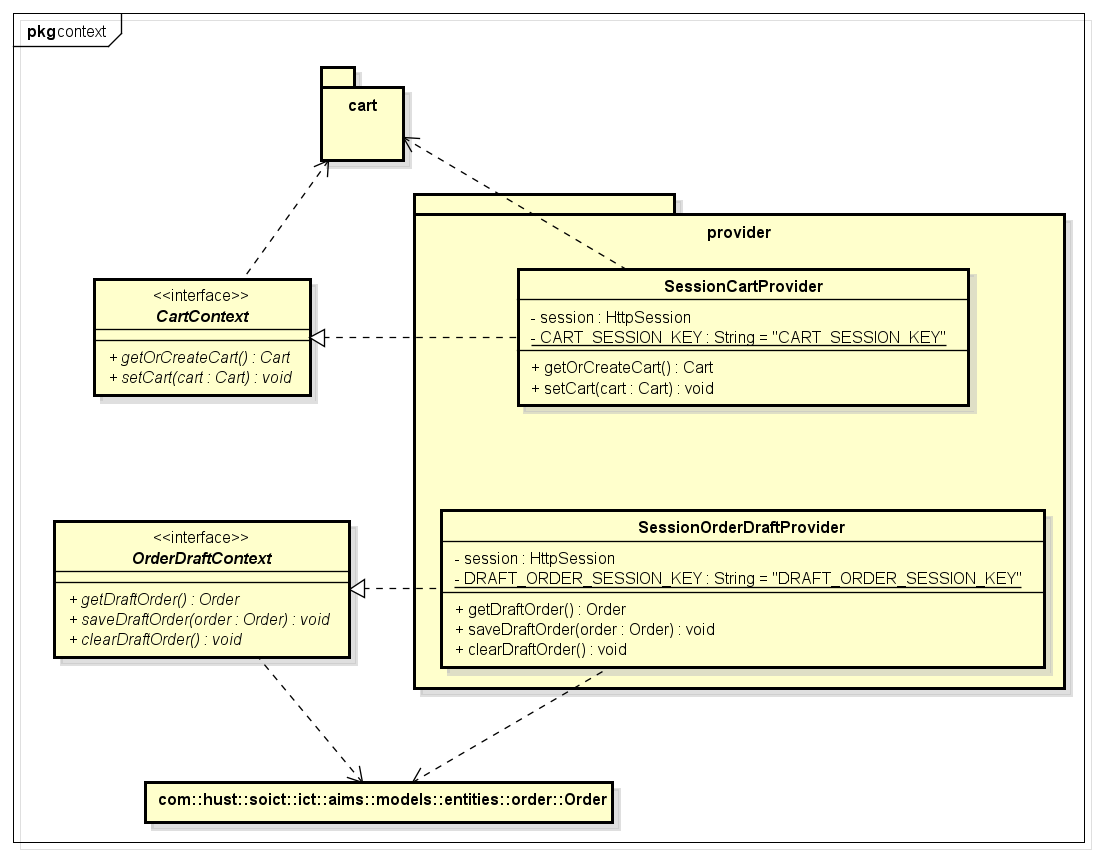 pkg context
cart
provider
<<interface>>
CartContext
+ getOrCreateCart() : Cart
+ setCart(cart : Cart) : void
SessionCartProvider
- session : HttpSession
- CART_SESSION_KEY : String = "CART_SESSION_KEY"
+ getOrCreateCart() : Cart
+ setCart(cart : Cart) : void
<<interface>>
OrderDraftContext
+ getDraftOrder() : Order
+ saveDraftOrder(order : Order) : void
+ clearDraftOrder() : void
SessionOrderDraftProvider
- session : HttpSession
- DRAFT_ORDER_SESSION_KEY : String = "DRAFT_ORDER_SESSION_KEY"
+ getDraftOrder() : Order
+ saveDraftOrder(order : Order) : void
+ clearDraftOrder() : void
com::hust::soict::ict::aims::models::entities::order::Order